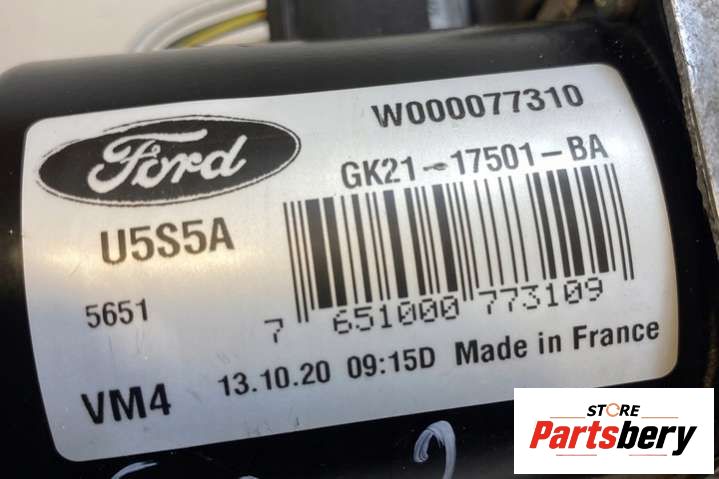 W000077310
Ford
GK21-17501-BA
U5S5A
5651
7 651000 773109
VM4
13.10.20 09:15D Made in France
STORE
Partsbery